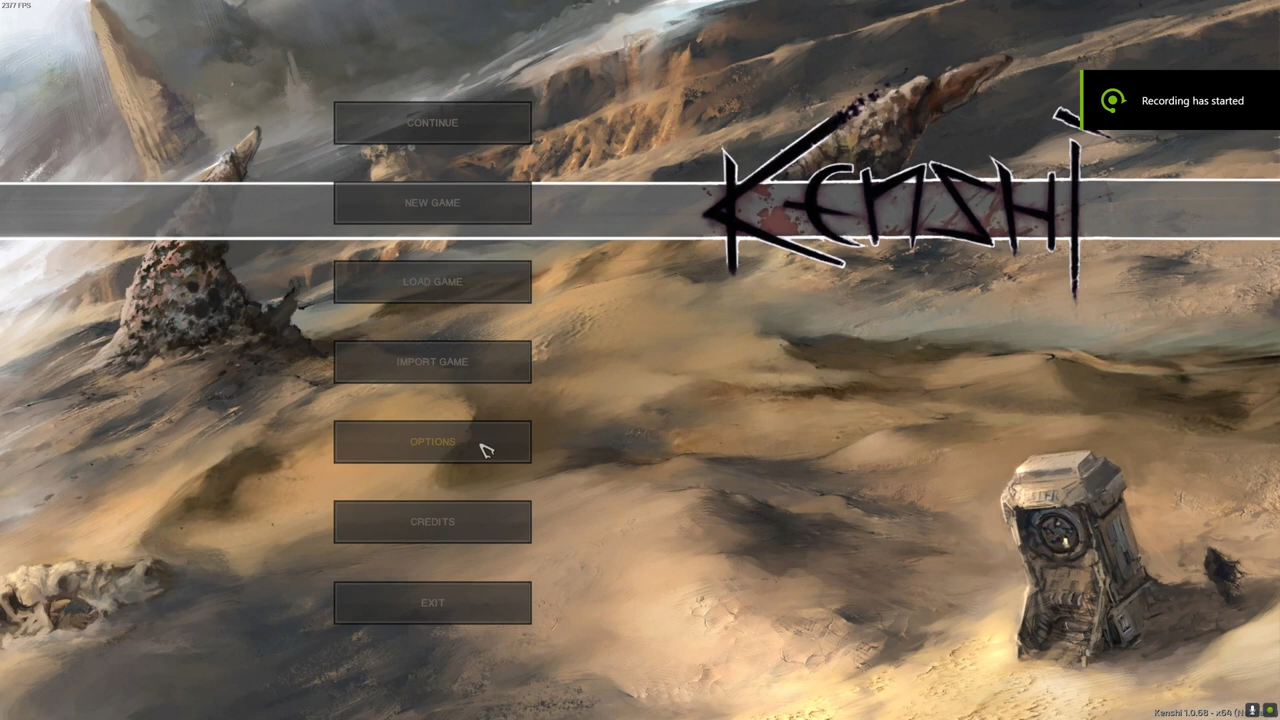 2377 FPS
Recording has started
CONTINUE
KENSHI
NEW GAME
LOAD GAME
IMPORT GAME
OPTIONS
CREDITS
EXIT
Kenshi 1.0.68 - x64 (N